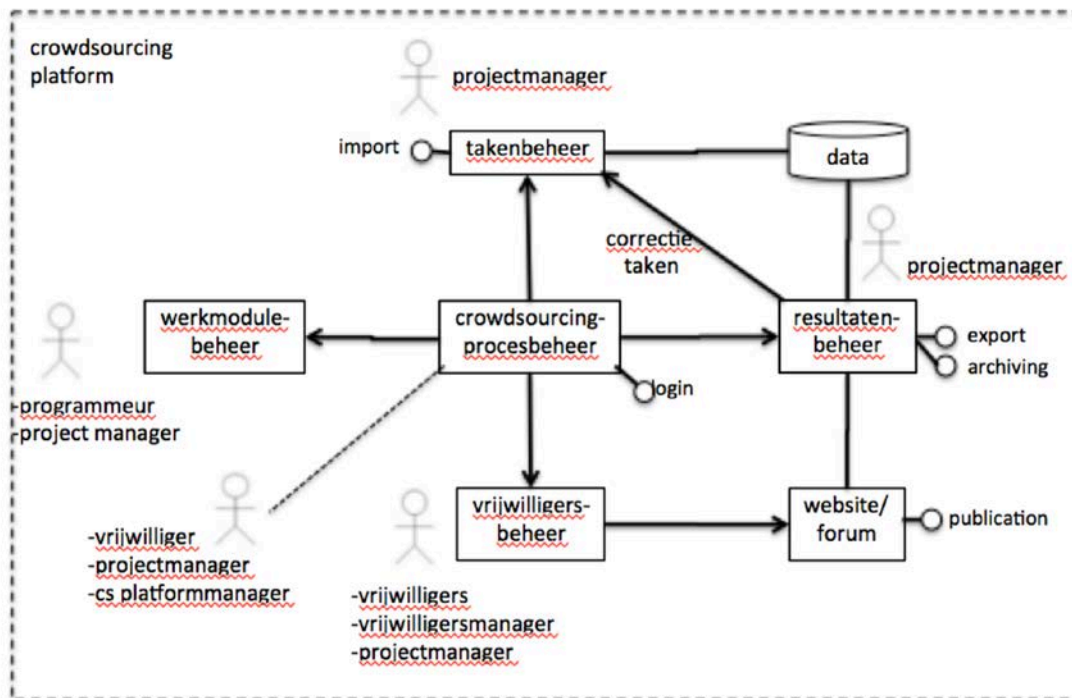 crowdsourcing
platform
projectmanager
import
takenbeheer
data
correctie
taken
projectmanager
werkmodule-
beheer
crowdsourcing-
procesbeheer
resultaten-
beheer
export
archiving
login
-programmeur
-project manager
vrijwilligers-
beheer
website/
forum
publication
-vrijwilliger
-projectmanager
-cs platformmanager
-vrijwilligers
-vrijwilligersmanager
-projectmanager